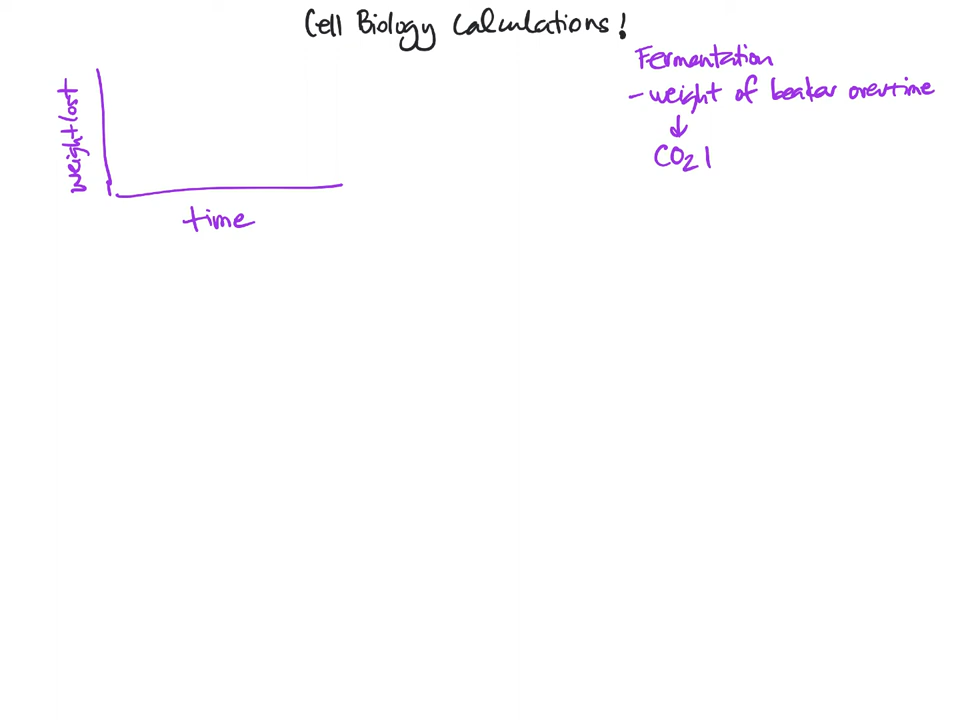 Cell Biology Calculations!
Fermentation
- weight of beaker overtime
↓
CO2 l
weight lost
time